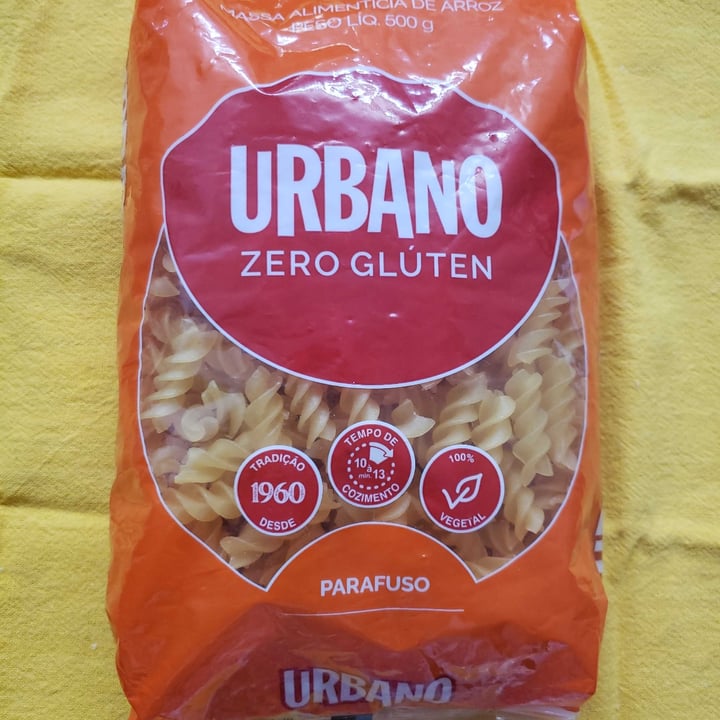 MASSA ALIMENTÍCIA DE ARROZ
PESO LÍQ. 500 g
URBANO
ZERO GLÚTEN
TRADIÇÃO
1960
DESDE
TEMPO DE
10 à 13
min.
COZIMENTO
100%
VEGETAL
PARAFUSO
URBANO